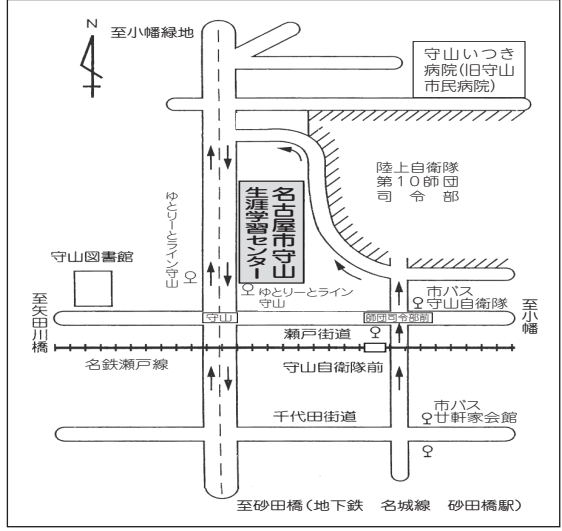 N
至小幡緑地
守山いつき
病院(旧守山
市民病院)
陸上自衛隊
第10師団
司令部
ゆとりーとライン
守山
名古屋市守山
生涯学習センター
守山図書館
ゆとりーとライン
守山
市バス
守山自衛隊
至矢田川橋
至小幡
守山
師団司令部前
瀬戸街道
名鉄瀬戸線
守山自衛隊前
千代田街道
市バス
廿軒家会館
至砂田橋(地下鉄 名城線 砂田橋駅)